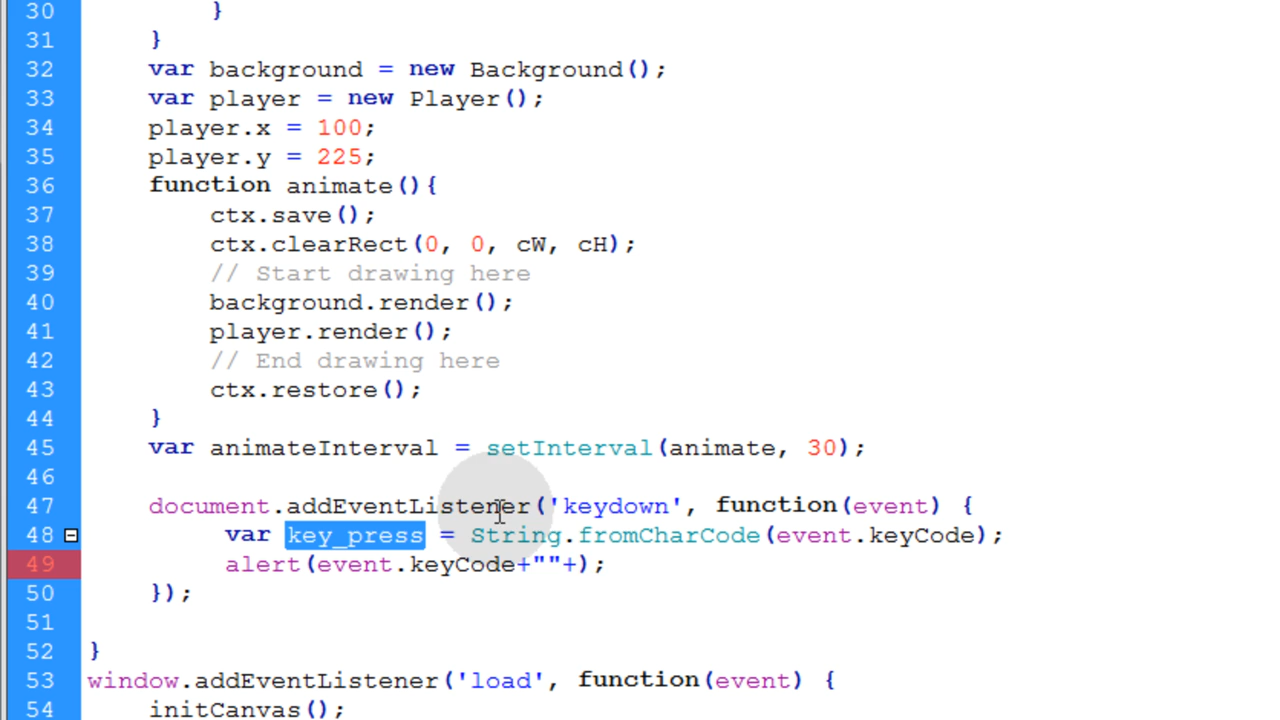 30 }
31 }
32 var background = new Background();
33 var player = new Player();
34 player.x = 100;
35 player.y = 225;
36 function animate(){
37 ctx.save();
38 ctx.clearRect(0, 0, cW, cH);
39 // Start drawing here
40 background.render();
41 player.render();
42 // End drawing here
43 ctx.restore();
44 }
45 var animateInterval = setInterval(animate, 30);
46
47 document.addEventListener('keydown', function(event) {
48 var key_press = String.fromCharCode(event.keyCode);
49 alert(event.keyCode+""+);
50 });
51
52 }
53 window.addEventListener('load', function(event) {
54 initCanvas();